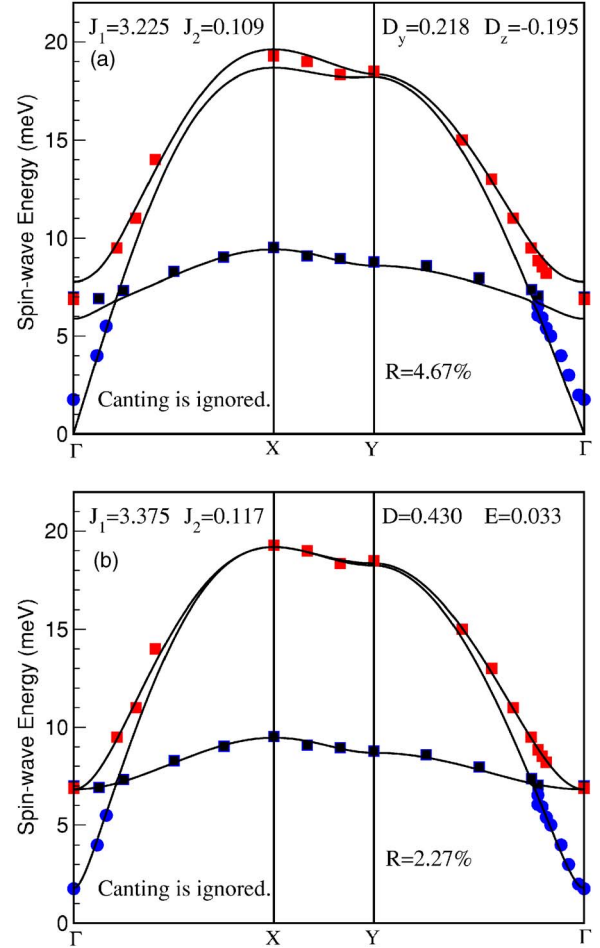 J1=3.225 J2=0.109 Dy=0.218 Dz=-0.195
(a)
20
15
10
5
0
Spin-wave Energy (meV)
R=4.67%
Canting is ignored.
Γ X Y Γ
J1=3.375 J2=0.117 D=0.430 E=0.033
(b)
20
15
10
5
0
Spin-wave Energy (meV)
R=2.27%
Canting is ignored.
Γ X Y Γ